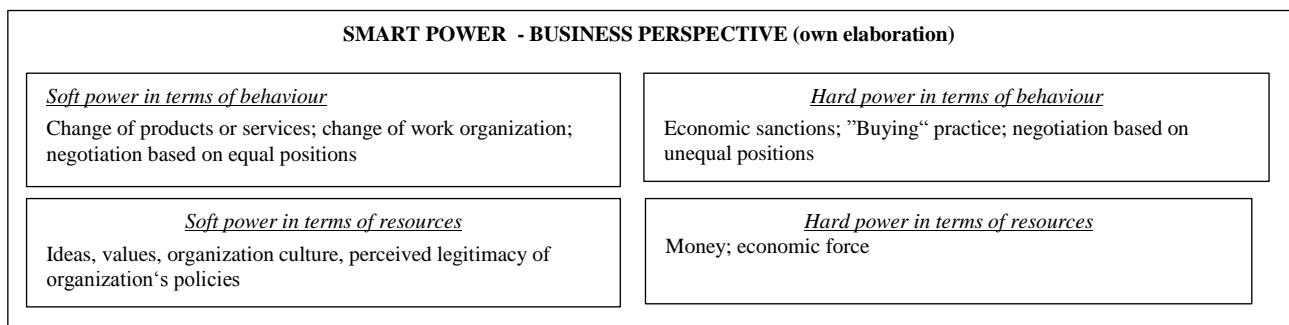 SMART POWER - BUSINESS PERSPECTIVE (own elaboration)
Soft power in terms of behaviour
Change of products or services; change of work organization;
negotiation based on equal positions
Hard power in terms of behaviour
Economic sanctions; ”Buying“ practice; negotiation based on
unequal positions
Soft power in terms of resources
Ideas, values, organization culture, perceived legitimacy of
organization‘s policies
Hard power in terms of resources
Money; economic force